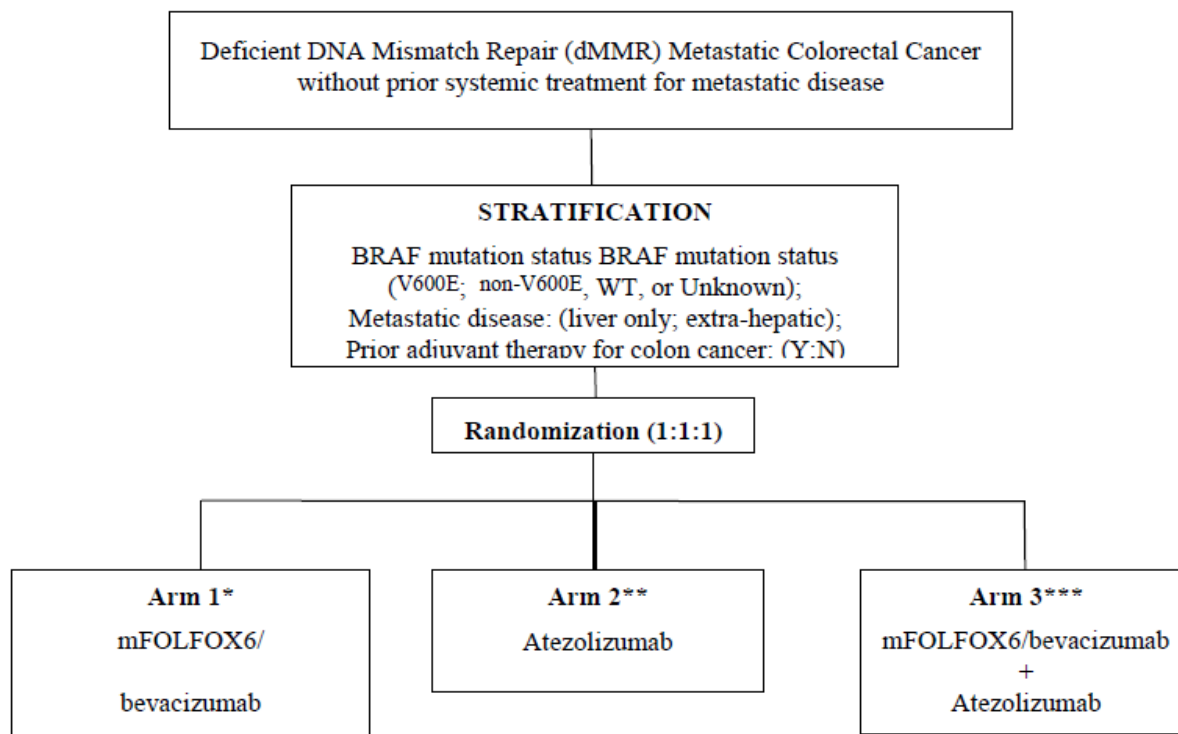 Deficient DNA Mismatch Repair (dMMR) Metastatic Colorectal Cancer
without prior systemic treatment for metastatic disease
STRATIFICATION
BRAF mutation status BRAF mutation status
(V600E; non-V600E, WT, or Unknown);
Metastatic disease: (liver only; extra-hepatic);
Prior adjuvant therapy for colon cancer: (Y:N)
Randomization (1:1:1)
Arm 1*
mFOLFOX6/
bevacizumab
Arm 2**
Atezolizumab
Arm 3***
mFOLFOX6/bevacizumab
+
Atezolizumab